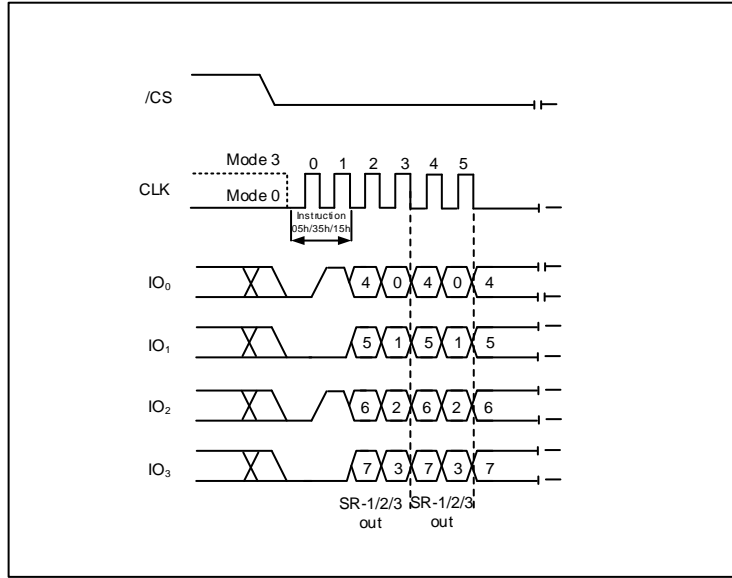 /CS
Mode 3
0 1 2 3 4 5
CLK
Mode 0
Instruction
05h/35h/15h
IO₀
4 0 4 0 4
IO₁
5 1 5 1 5
IO₂
6 2 6 2 6
IO₃
7 3 7 3 7
SR-1/2/3 SR-1/2/3
out out